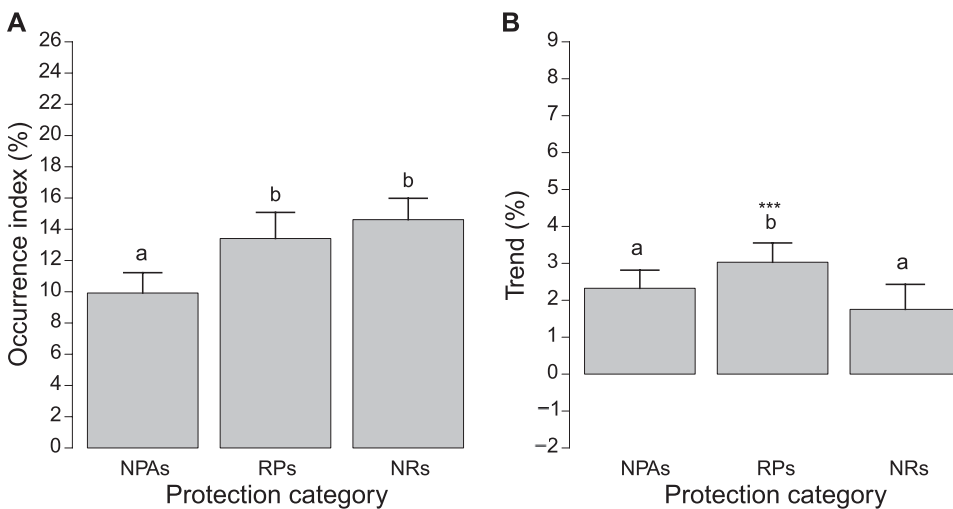 A
Occurrence index (%)
26
24
22
20
18
16
14
12
10
8
6
4
2
0
a
b
b
NPAs
RPs
NRs
Protection category
B
Trend (%)
9
8
7
6
5
4
3
2
1
0
−1
−2
a
***
b
a
NPAs
RPs
NRs
Protection category